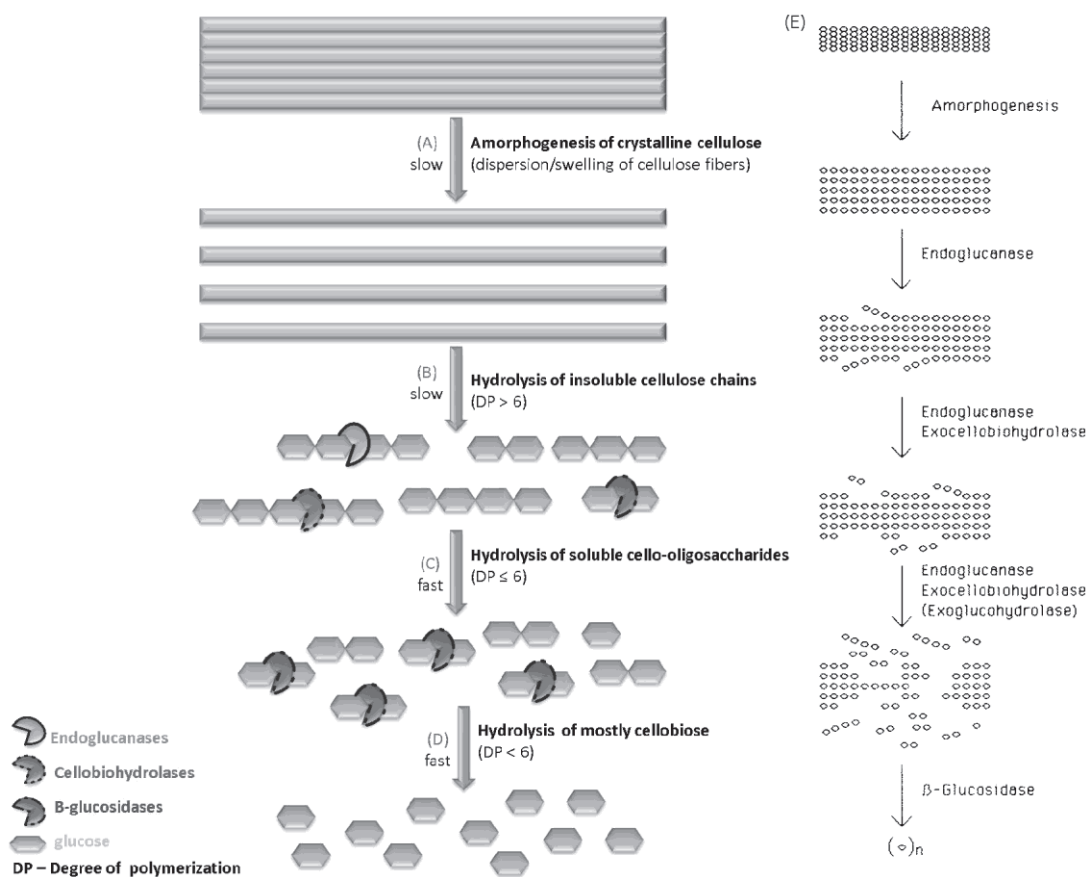 (A)
slow
Amorphogenesis of crystalline cellulose
(dispersion/swelling of cellulose fibers)
(B)
slow
Hydrolysis of insoluble cellulose chains
(DP > 6)
(C)
fast
Hydrolysis of soluble cello-oligosaccharides
(DP ≤ 6)
(D)
fast
Hydrolysis of mostly cellobiose
(DP < 6)
Endoglucanases
Cellobiohydrolases
B-glucosidases
glucose
DP – Degree of polymerization
(E)
Amorphogenesis
Endoglucanase
Endoglucanase
Exocellobiohydrolase
Endoglucanase
Exocellobiohydrolase
(Exoglucohydrolase)
β-Glucosidase
( )n